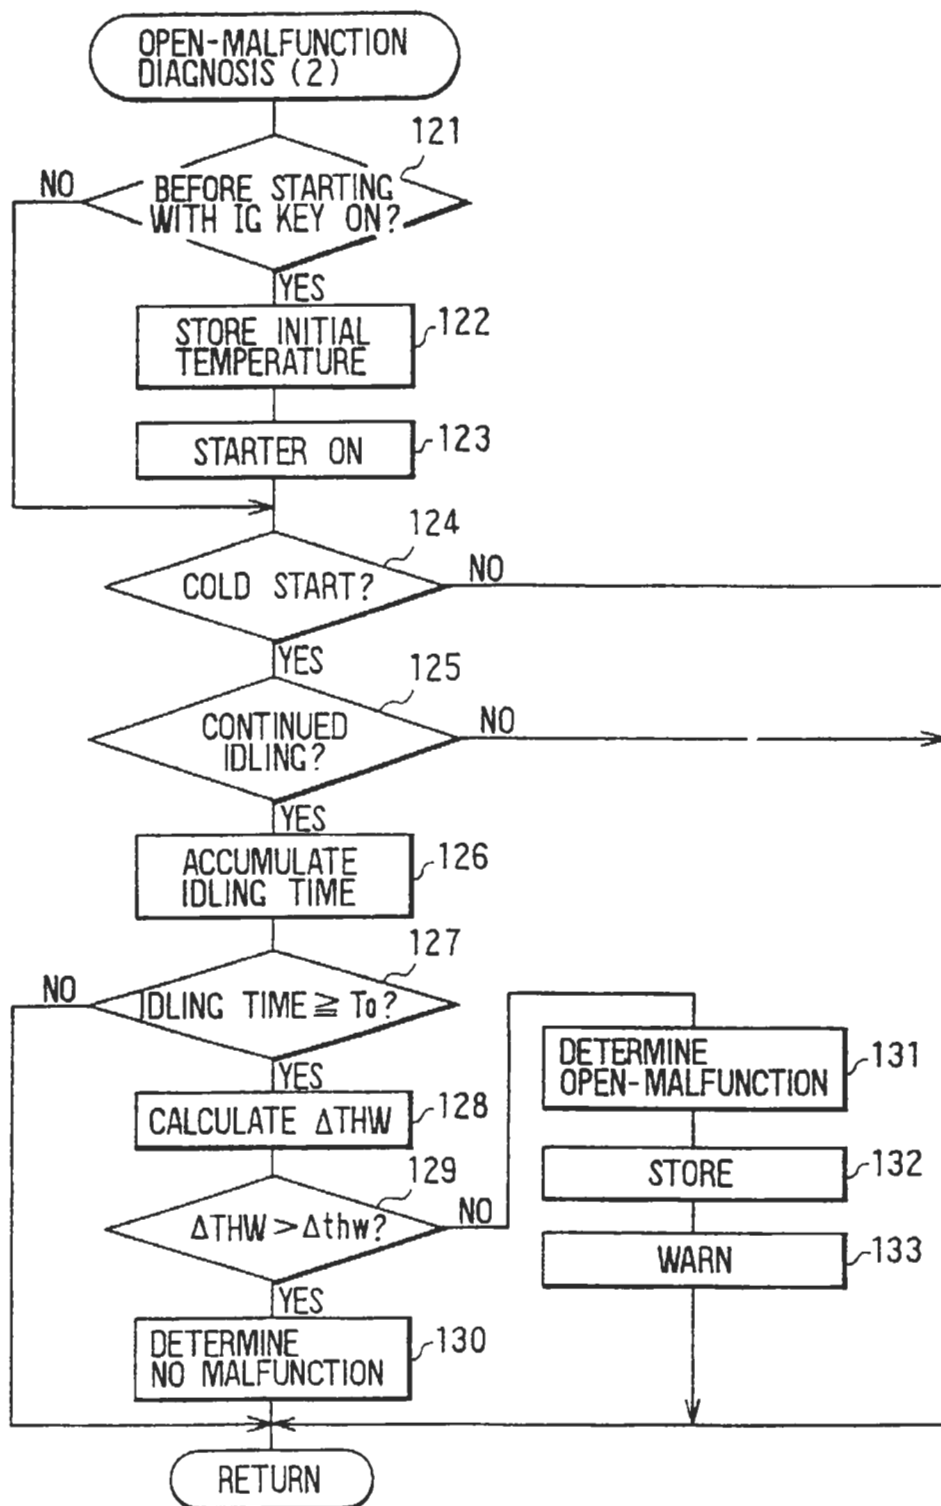 OPEN-MALFUNCTION
DIAGNOSIS (2)
121
NO
BEFORE STARTING
WITH IG KEY ON?
YES
STORE INITIAL
TEMPERATURE
122
STARTER ON
123
124
COLD START?
NO
YES
125
CONTINUED
IDLING?
NO
YES
ACCUMULATE
IDLING TIME
126
127
NO
IDLING TIME ≧ Ta?
YES
CALCULATE ΔTHW
128
129
ΔTHW > Δthw?
NO
YES
DETERMINE
NO MALFUNCTION
130
DETERMINE
OPEN-MALFUNCTION
131
STORE
132
WARN
133
RETURN